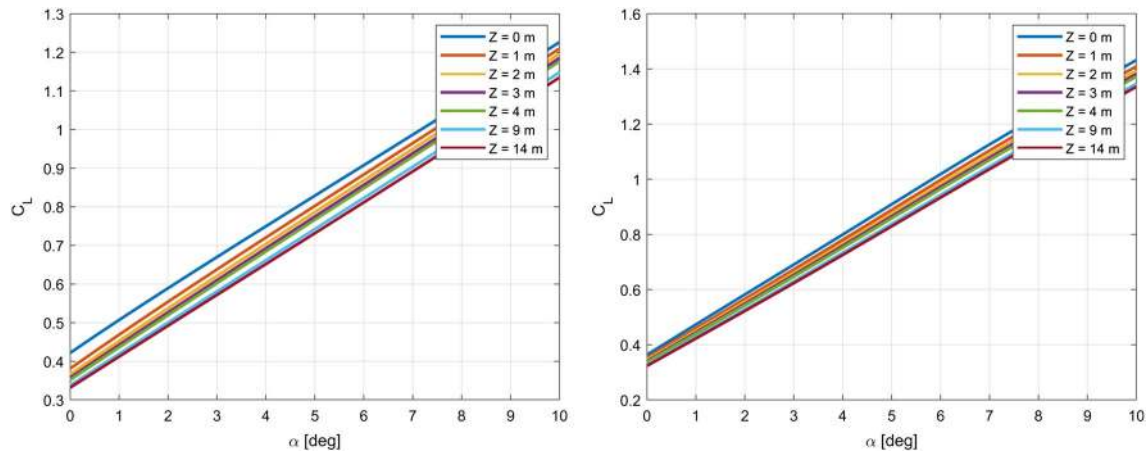 1.3
1.2
1.1
1
0.9
0.8
0.7
0.6
0.5
0.4
0.3
C_L
0 1 2 3 4 5 6 7 8 9 10
α [deg]
Z = 0 m
Z = 1 m
Z = 2 m
Z = 3 m
Z = 4 m
Z = 9 m
Z = 14 m
1.6
1.4
1.2
1
0.8
0.6
0.4
0.2
C_L
0 1 2 3 4 5 6 7 8 9 10
α [deg]
Z = 0 m
Z = 1 m
Z = 2 m
Z = 3 m
Z = 4 m
Z = 9 m
Z = 14 m